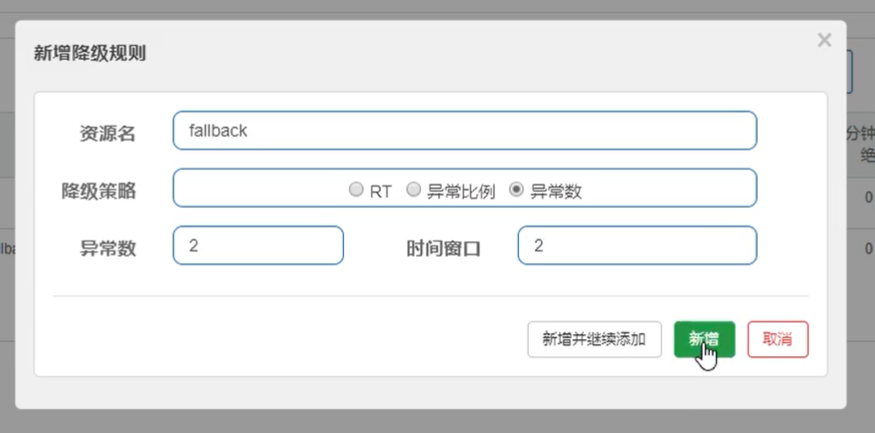 新增降级规则
×
资源名 fallback
降级策略 RT 异常比例 异常数
异常数 2 时间窗口 2
新增并继续添加 新增 取消
分钟
绝
0
lba
0